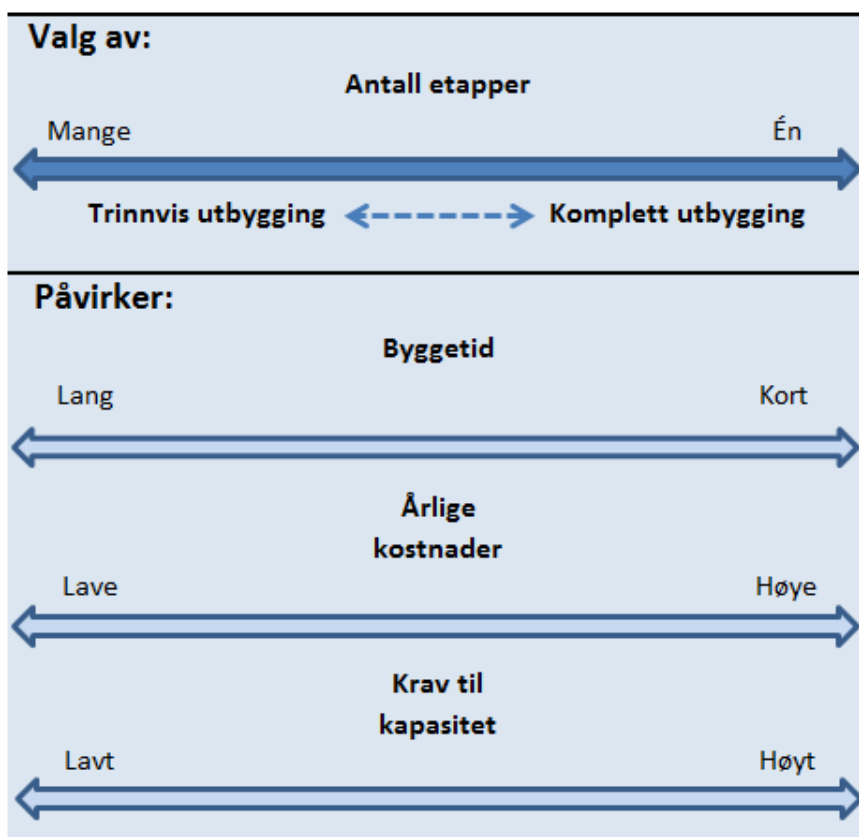 Valg av:
Antall etapper
Mange Én
Trinnvis utbygging Komplett utbygging
Påvirker:
Byggetid
Lang Kort
Årlige
kostnader
Lave Høye
Krav til
kapasitet
Lavt Høyt